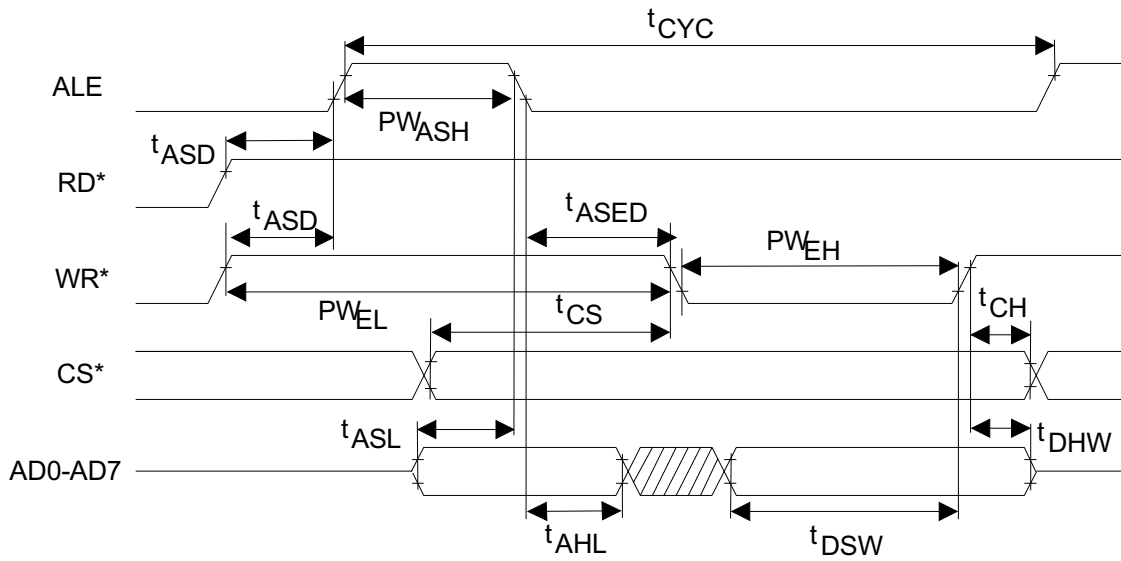 tCYC
ALE
PWASH
tASD
RD*
tASD
tASED
PWEH
WR*
PWEL
tCS
tCH
CS*
tASL
tDHW
AD0-AD7
tAHL
tDSW